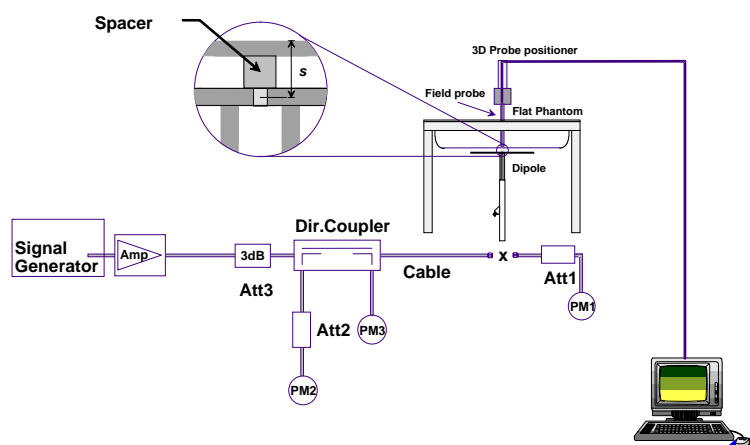 Spacer
s
3D Probe positioner
Field probe
Flat Phantom
Dipole
Dir.Coupler
Signal
Generator
Amp
3dB
Att3
Cable
x
Att1
PM1
Att2
PM3
PM2